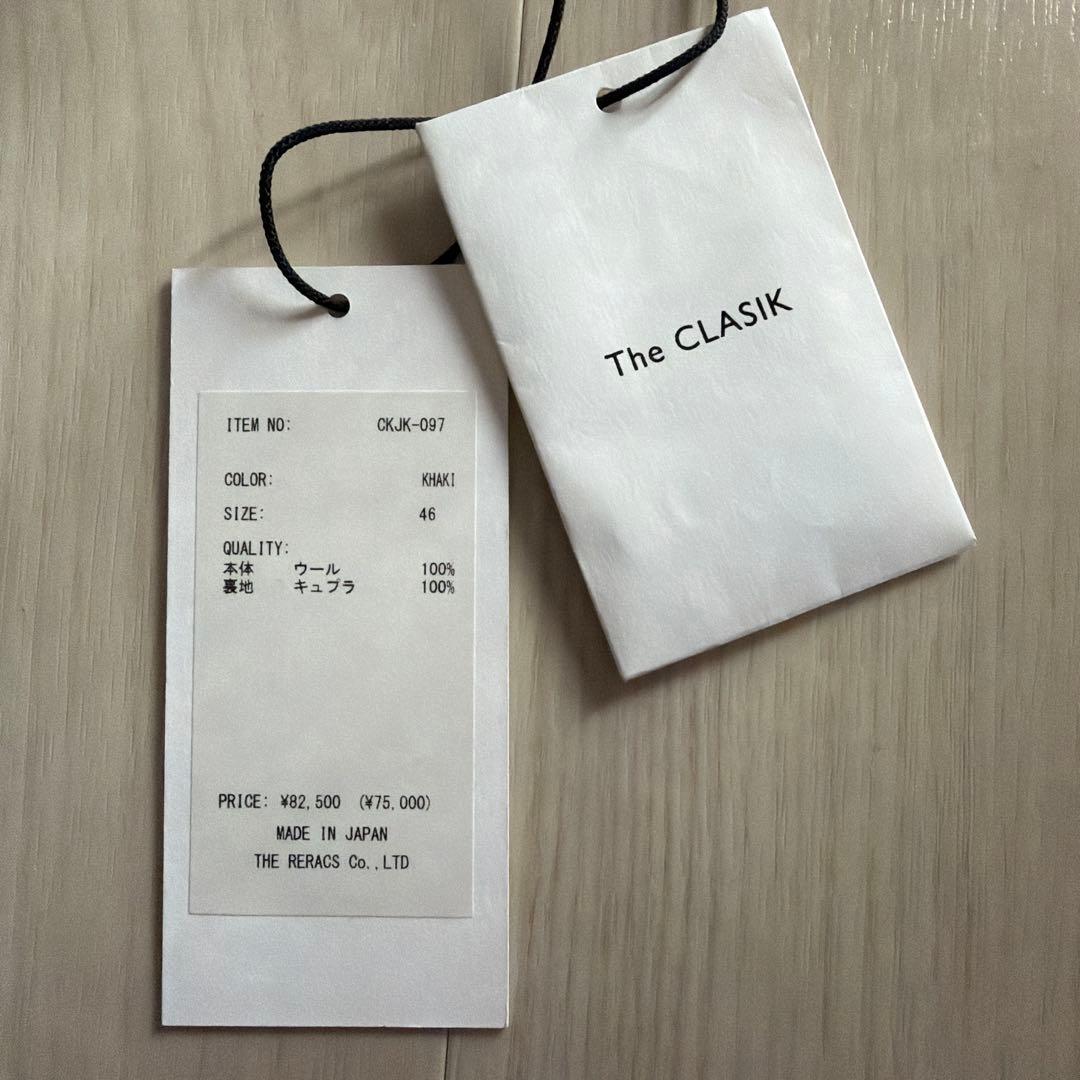 The CLASIK
ITEM NO: CKJK-097
COLOR: KHAKI
SIZE: 46
QUALITY:
本体 ウール 100%
裏地 キュプラ 100%
PRICE: ¥82,500 (¥75,000)
MADE IN JAPAN
THE RERACS Co.,LTD